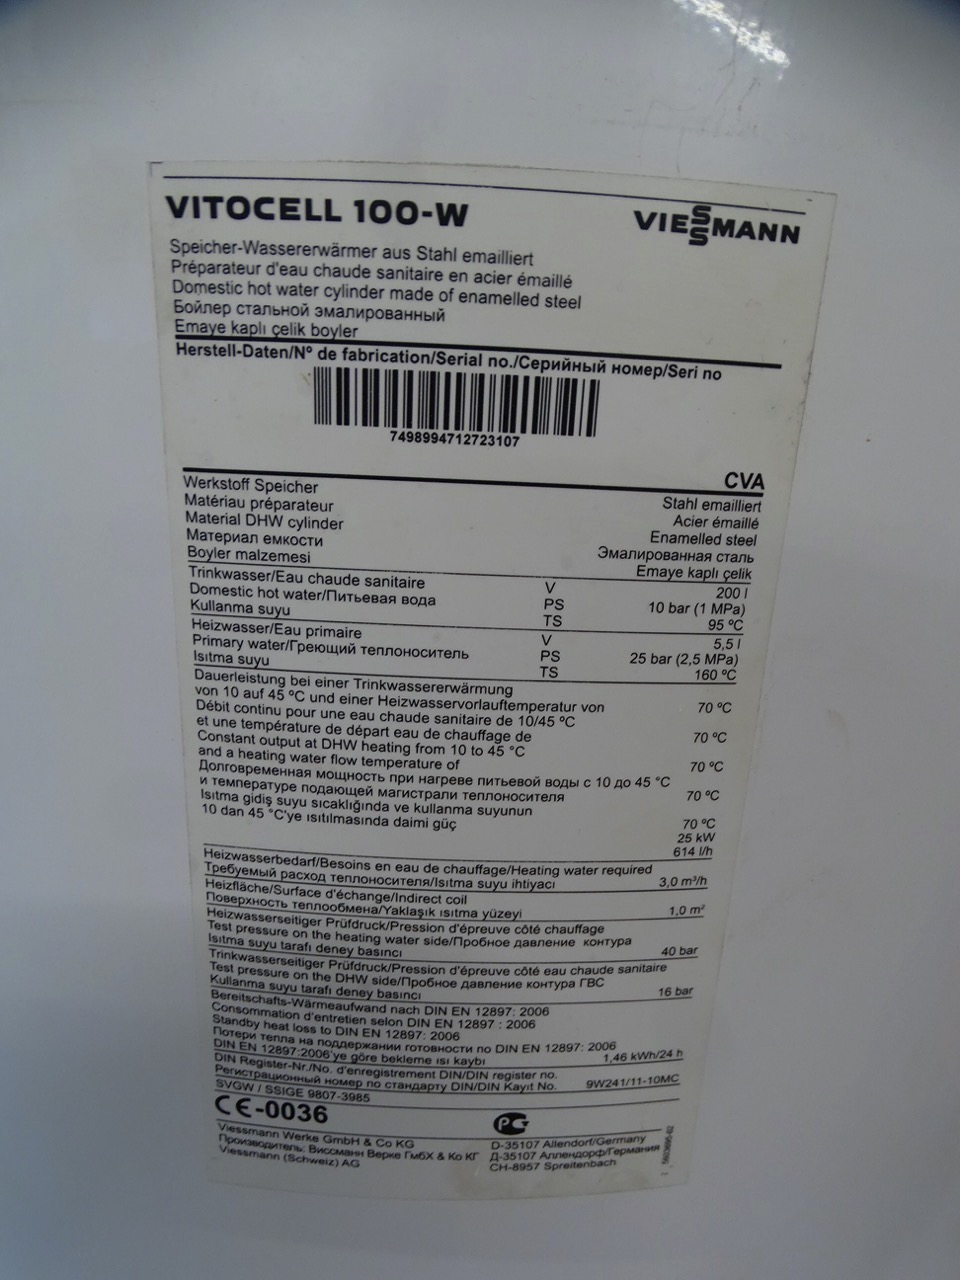 VITOCELL 100-W
VIESSMANN
Speicher-Wassererwärmer aus Stahl emailliert
Préparateur d'eau chaude sanitaire en acier émaillé
Domestic hot water cylinder made of enamelled steel
Бойлер стальной эмалированный
Emaye kaplı çelik boyler
Herstell-Daten/Nº de fabrication/Serial no./Серийный номер/Seri no
7498994712723107
CVA
Werkstoff Speicher Stahl emailliert
Matériau préparateur Acier émaillé
Material DHW cylinder Enamelled steel
Материал емкости Эмалированная сталь
Boyler malzemesi Emaye kaplı çelik
Trinkwasser/Eau chaude sanitaire V 200 l
Domestic hot water/Питьевая вода PS 10 bar (1 MPa)
Kullanma suyu TS 95 ºC
Heizwasser/Eau primaire V 5,5 l
Primary water/Греющий теплоноситель PS 25 bar (2,5 MPa)
Isıtma suyu TS 160 ºC
Dauerleistung bei einer Trinkwassererwärmung
von 10 auf 45 ºC und einer Heizwasservorlauftemperatur von 70 ºC
Débit continu pour une eau chaude sanitaire de 10/45 ºC
et une température de départ eau de chauffage de 70 ºC
Constant output at DHW heating from 10 to 45 °C
and a heating water flow temperature of 70 ºC
Долговременная мощность при нагреве питьевой воды с 10 до 45 °C
и температуре подающей магистрали теплоносителя 70 ºC
Isıtma gidiş suyu sıcaklığında ve kullanma suyunun
10 dan 45 °C'ye ısıtılmasında daimi güç 70 ºC
25 kW
614 l/h
Heizwasserbedarf/Besoins en eau de chauffage/Heating water required
Требуемый расход теплоносителя/Isıtma suyu ihtiyacı 3,0 m³/h
Heizfläche/Surface d'échange/Indirect coil
Поверхность теплообмена/Yaklaşık ısıtma yüzeyi 1,0 m²
Heizwasserseitiger Prüfdruck/Pression d'épreuve côté chauffage
Test pressure on the heating water side/Пробное давление контура
Isıtma suyu tarafı deney basıncı 40 bar
Trinkwasserseitiger Prüfdruck/Pression d'épreuve côté eau chaude sanitaire
Test pressure on the DHW side/Пробное давление контура ГВС
Kullanma suyu tarafı deney basıncı 16 bar
Bereitschafts-Wärmeaufwand nach DIN EN 12897: 2006
Consommation d'entretien selon DIN EN 12897 : 2006
Standby heat loss to DIN EN 12897: 2006
Потери тепла на поддержании готовности по DIN EN 12897: 2006
DIN EN 12897:2006'ye göre bekleme ısı kaybı 1,46 kWh/24 h
DIN Register-Nr./No. d'enregistrement DIN/DIN register no.
Регистрационный номер по стандарту DIN/DIN Kayıt No. 9W241/11-10MC
SVGW / SSIGE 9807-3985
CE-0036
РС
Viessmann Werke GmbH & Co KG D-35107 Allendorf/Germany
Производитель: Виссманн Верке ГмбХ & Ко КГ Д-35107 Аллендорф/Германия
Viessmann (Schweiz) AG CH-8957 Spreitenbach